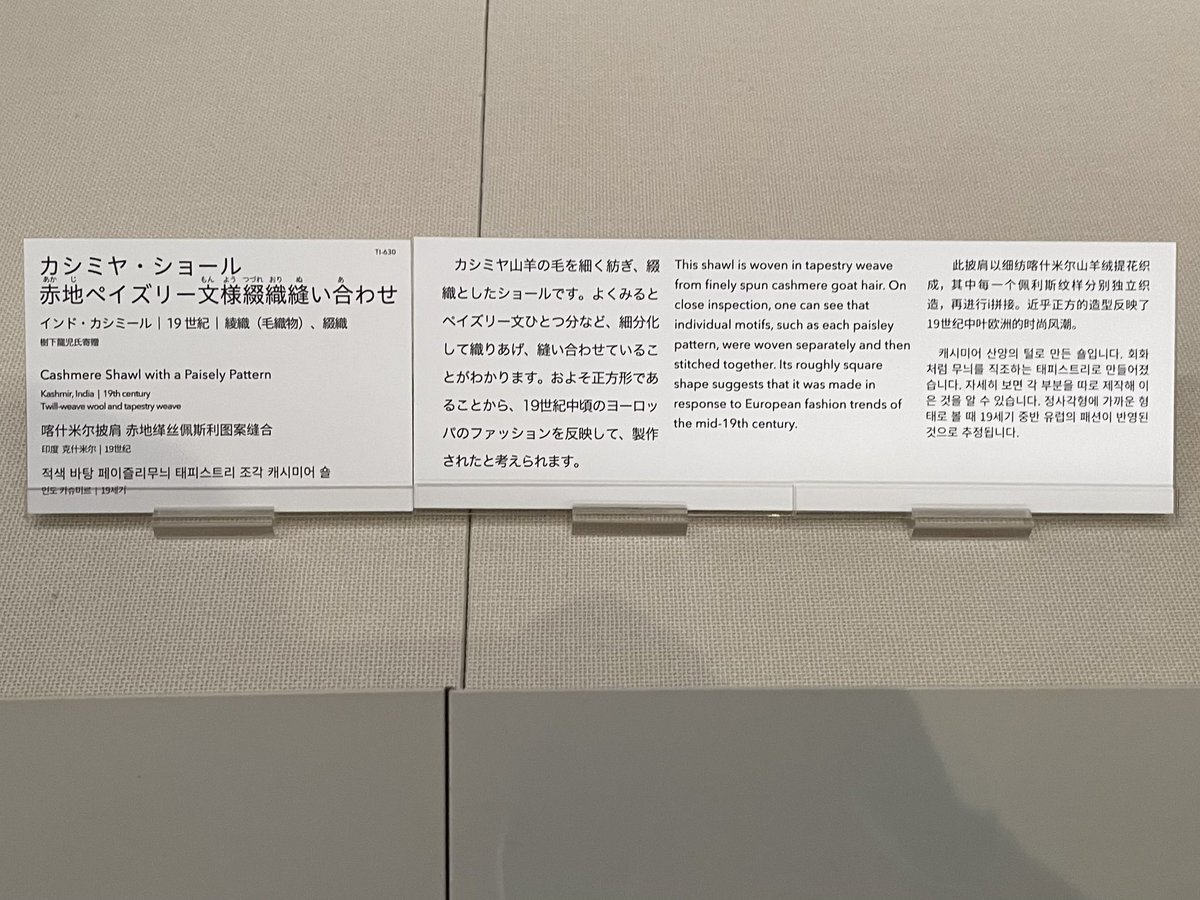 TI-630
カシミヤ・ショール
赤地ペイズリー文様綴織縫い合わせ
あか じ もん よう つづれ おり ぬ あ
インド・カシミール | 19 世紀 | 綾織（毛織物）、綴織
樹下龍児氏寄贈
Cashmere Shawl with a Paisely Pattern
Kashmir, India | 19th century
Twill-weave wool and tapestry weave
喀什米尔披肩 赤地缂丝佩斯利图案缝合
印度 克什米尔 | 19世纪
적색 바탕 페이즐리무늬 태피스트리 조각 캐시미어 숄
인도 카슈미르 | 19세기
カシミヤ山羊の毛を細く紡ぎ、綴
織としたショールです。よくみると
ペイズリー文ひとつ分など、細分化
して織りあげ、縫い合わせているこ
とがわかります。およそ正方形であ
ることから、19世紀中頃のヨーロッ
パのファッションを反映して、製作
されたと考えられます。
This shawl is woven in tapestry weave
from finely spun cashmere goat hair. On
close inspection, one can see that
individual motifs, such as each paisley
pattern, were woven separately and then
stitched together. Its roughly square
shape suggests that it was made in
response to European fashion trends of
the mid-19th century.
此披肩以细纺喀什米尔山羊绒提花织
成，其中每一个佩利斯纹样分别独立织
造，再进行i拼接。近乎正方的造型反映了
19世纪中叶欧洲的时尚风潮。
캐시미어 산양의 털로 만든 숄입니다. 회화
처럼 무늬를 직조하는 태피스트리로 만들어졌
습니다. 자세히 보면 각 부분을 따로 제작해 이
은 것을 알 수 있습니다. 정사각형에 가까운 형
태로 볼 때 19세기 중반 유럽의 패션이 반영된
것으로 추정됩니다.